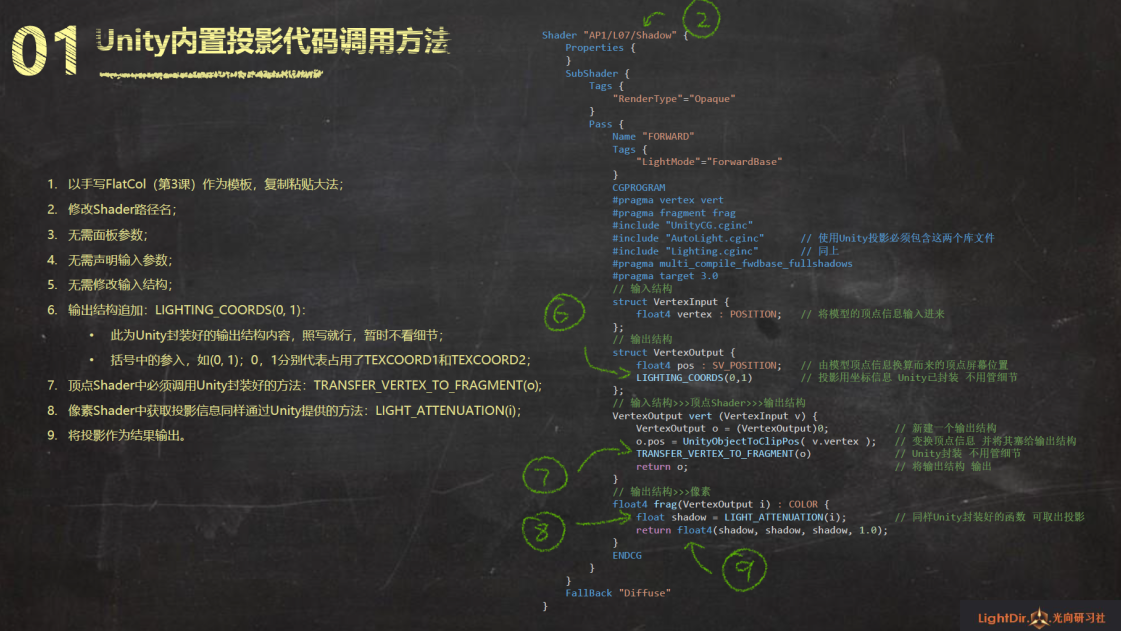 01 Unity内置投影代码调用方法
1. 以手写FlatCol（第3课）作为模板，复制粘贴大法；
2. 修改Shader路径名；
3. 无需面板参数；
4. 无需声明输入参数；
5. 无需修改输入结构；
6. 输出结构追加：LIGHTING_COORDS(0, 1)：
• 此为Unity封装好的输出结构内容，照写就行，暂时不看细节；
• 括号中的参入，如(0, 1)；0，1分别代表占用了TEXCOORD1和TEXCOORD2；
7. 顶点Shader中必须调用Unity封装好的方法：TRANSFER_VERTEX_TO_FRAGMENT(o);
8. 像素Shader中获取投影信息同样通过Unity提供的方法：LIGHT_ATTENUATION(i)；
9. 将投影作为结果输出。
②
Shader "AP1/L07/Shadow" {
Properties {
}
SubShader {
Tags {
"RenderType"="Opaque"
}
Pass {
Name "FORWARD"
Tags {
"LightMode"="ForwardBase"
}
CGPROGRAM
#pragma vertex vert
#pragma fragment frag
#include "UnityCG.cginc"
#include "AutoLight.cginc" // 使用Unity投影必须包含这两个库文件
#include "Lighting.cginc" // 同上
#pragma multi_compile_fwdbase_fullshadows
#pragma target 3.0
// 输入结构
struct VertexInput {
⑥
float4 vertex : POSITION; // 将模型的顶点信息输入进来
};
// 输出结构
struct VertexOutput {
float4 pos : SV_POSITION; // 由模型顶点信息换算而来的顶点屏幕位置
LIGHTING_COORDS(0,1) // 投影用坐标信息 Unity已封装 不用管细节
};
// 输入结构>>>顶点Shader>>>输出结构
VertexOutput vert (VertexInput v) {
VertexOutput o = (VertexOutput)0; // 新建一个输出结构
o.pos = UnityObjectToClipPos( v.vertex ); // 变换顶点信息 并将其塞给输出结构
TRANSFER_VERTEX_TO_FRAGMENT(o) // Unity封装 不用管细节
⑦
return o; // 将输出结构 输出
}
// 输出结构>>>像素
float4 frag(VertexOutput i) : COLOR {
⑧
float shadow = LIGHT_ATTENUATION(i); // 同样Unity封装好的函数 可取出投影
return float4(shadow, shadow, shadow, 1.0);
}
ENDCG
⑨
}
}
FallBack "Diffuse"
}
LightDir. 光向研习社